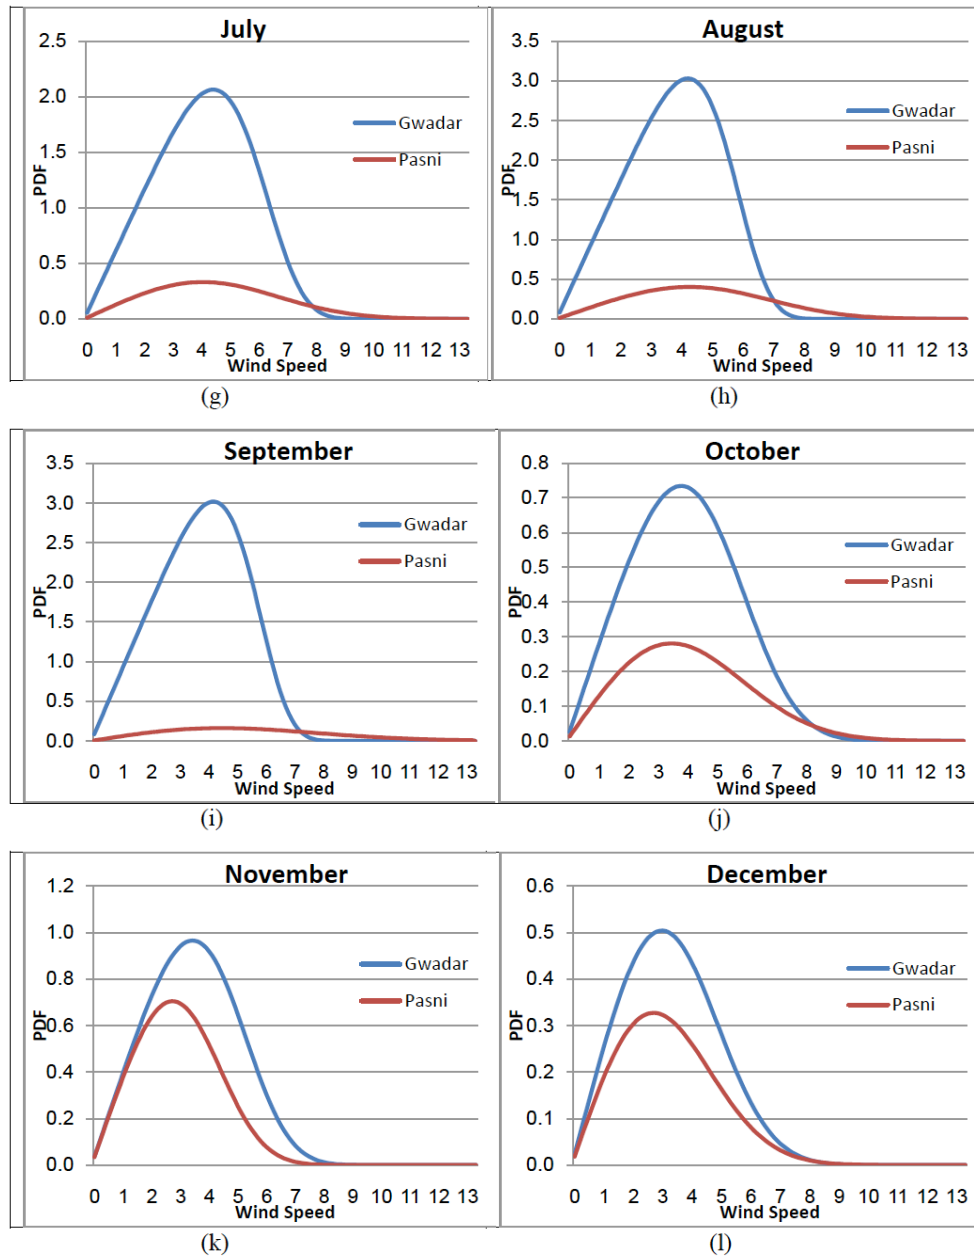 July
2.5
2.0
1.5
1.0
0.5
0.0
PDF
Gwadar
Pasni
0 1 2 3 4 5 6 7 8 9 10 11 12 13
Wind Speed
(g)
August
3.5
3.0
2.5
2.0
1.5
1.0
0.5
0.0
PDF
Gwadar
Pasni
0 1 2 3 4 5 6 7 8 9 10 11 12 13
Wind Speed
(h)
September
3.5
3.0
2.5
2.0
1.5
1.0
0.5
0.0
PDF
Gwadar
Pasni
0 1 2 3 4 5 6 7 8 9 10 11 12 13
Wind Speed
(i)
October
0.8
0.7
0.6
0.5
0.4
0.3
0.2
0.1
0.0
PDF
Gwadar
Pasni
0 1 2 3 4 5 6 7 8 9 10 11 12 13
Wind Speed
(j)
November
1.2
1.0
0.8
0.6
0.4
0.2
0.0
PDF
Gwadar
Pasni
0 1 2 3 4 5 6 7 8 9 10 11 12 13
Wind Speed
(k)
December
0.6
0.5
0.4
0.3
0.2
0.1
0.0
PDF
Gwadar
Pasni
0 1 2 3 4 5 6 7 8 9 10 11 12 13
Wind Speed
(l)